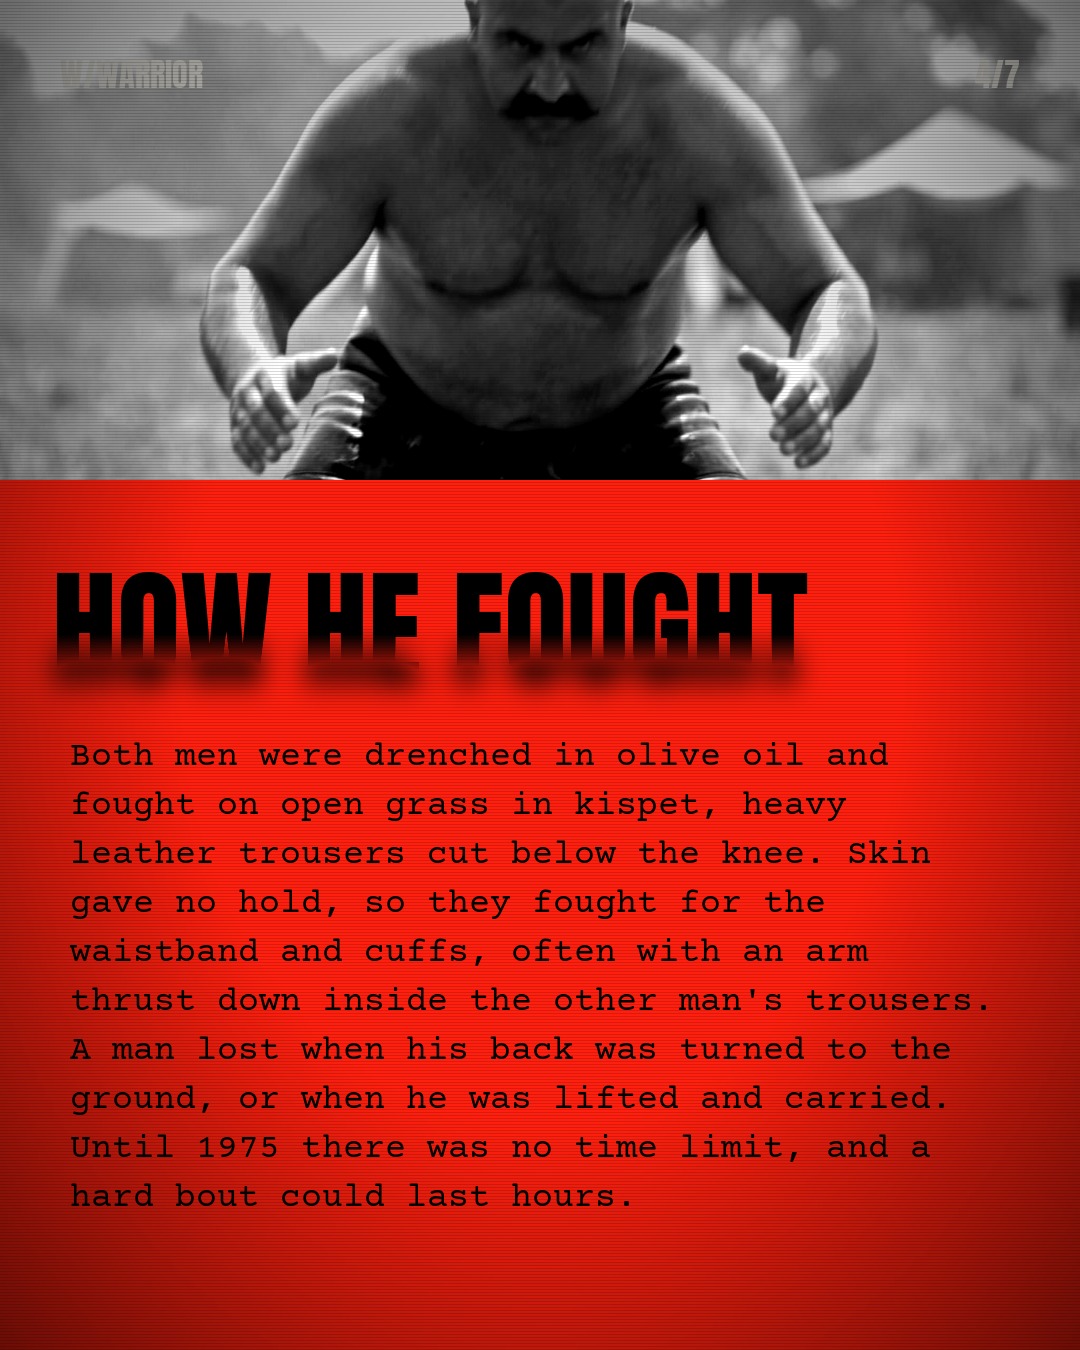 W/WARRIOR
4/7
HOW HE FOUGHT
Both men were drenched in olive oil and
fought on open grass in kispet, heavy
leather trousers cut below the knee. Skin
gave no hold, so they fought for the
waistband and cuffs, often with an arm
thrust down inside the other man's trousers.
A man lost when his back was turned to the
ground, or when he was lifted and carried.
Until 1975 there was no time limit, and a
hard bout could last hours.